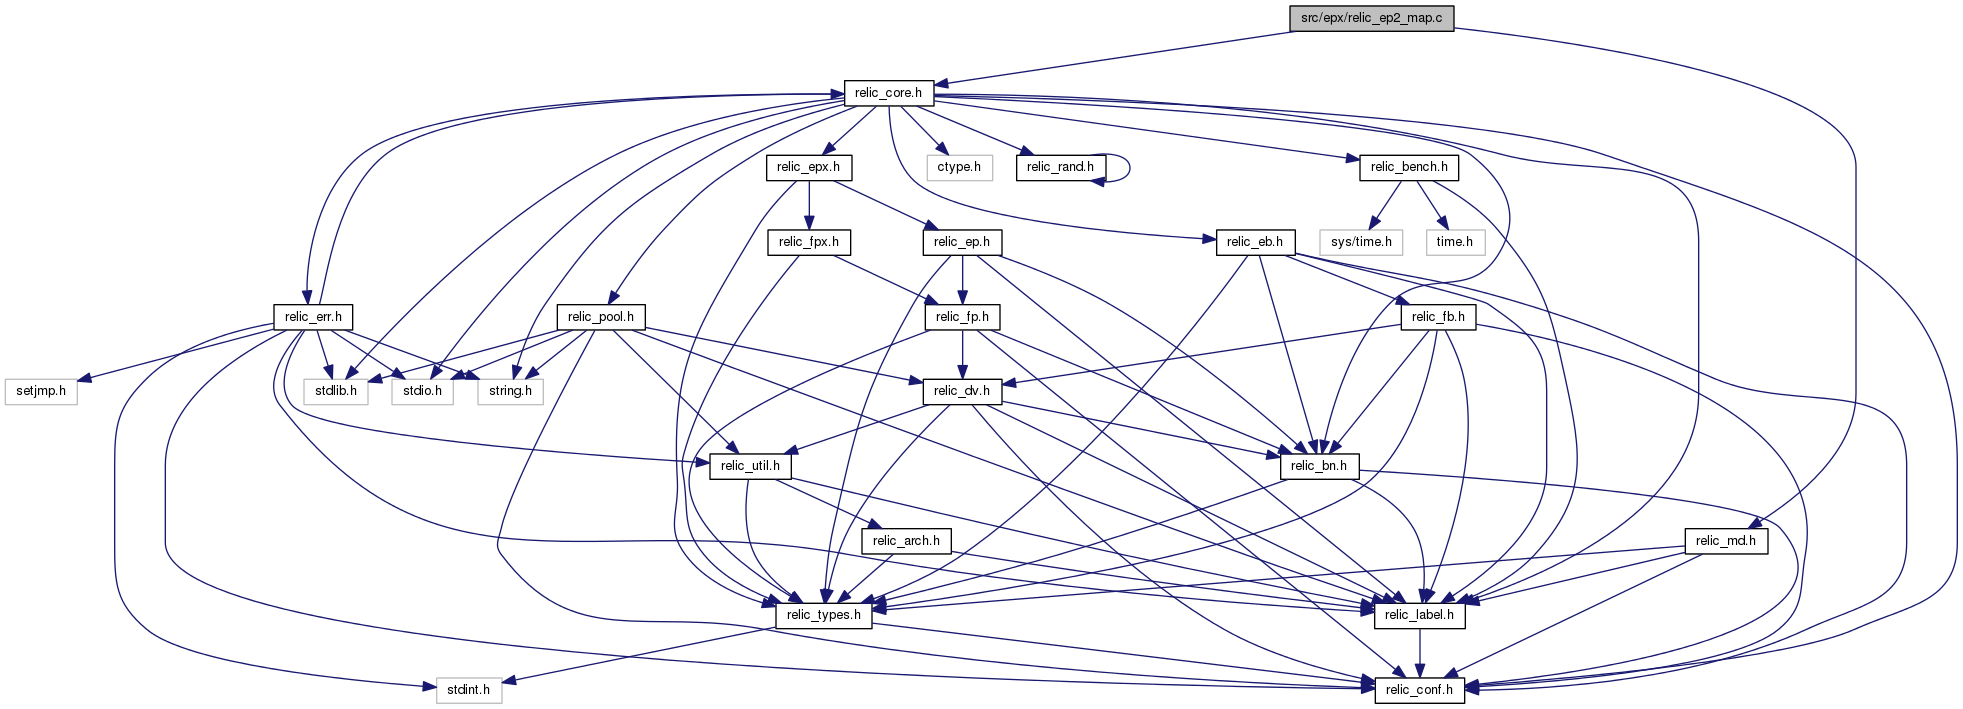 src/epx/relic_ep2_map.c
relic_core.h
relic_epx.h
ctype.h
relic_rand.h
relic_bench.h
relic_fpx.h
relic_ep.h
relic_eb.h
sys/time.h
time.h
relic_err.h
relic_pool.h
relic_fp.h
relic_fb.h
setjmp.h
stdlib.h
stdio.h
string.h
relic_dv.h
relic_util.h
relic_bn.h
relic_arch.h
relic_md.h
relic_types.h
relic_label.h
stdint.h
relic_conf.h